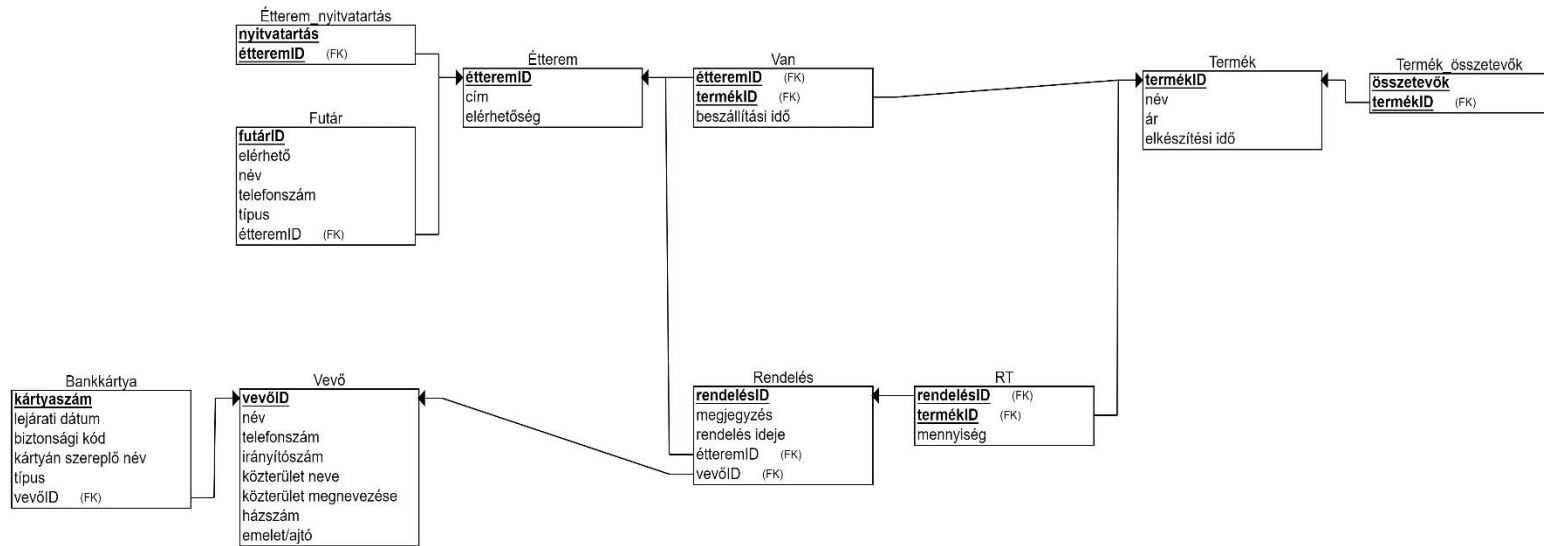 Étterem_nyitvatartás
nyitvatartás
étteremID (FK)
Futár
futárID
elérhető
név
telefonszám
típus
étteremID (FK)
Étterem
étteremID
cím
elérhetőség
Van
étteremID (FK)
termékID (FK)
beszállítási idő
Termék
termékID
név
ár
elkészítési idő
Termék_összetevők
összetevők
termékID (FK)
Bankkártya
kártyaszám
lejárati dátum
biztonsági kód
kártyán szereplő név
típus
vevőID (FK)
Vevő
vevőID
név
telefonszám
irányítószám
közterület neve
közterület megnevezése
házszám
emelet/ajtó
Rendelés
rendelésID
megjegyzés
rendelés ideje
étteremID (FK)
vevőID (FK)
RT
rendelésID (FK)
termékID (FK)
mennyiség